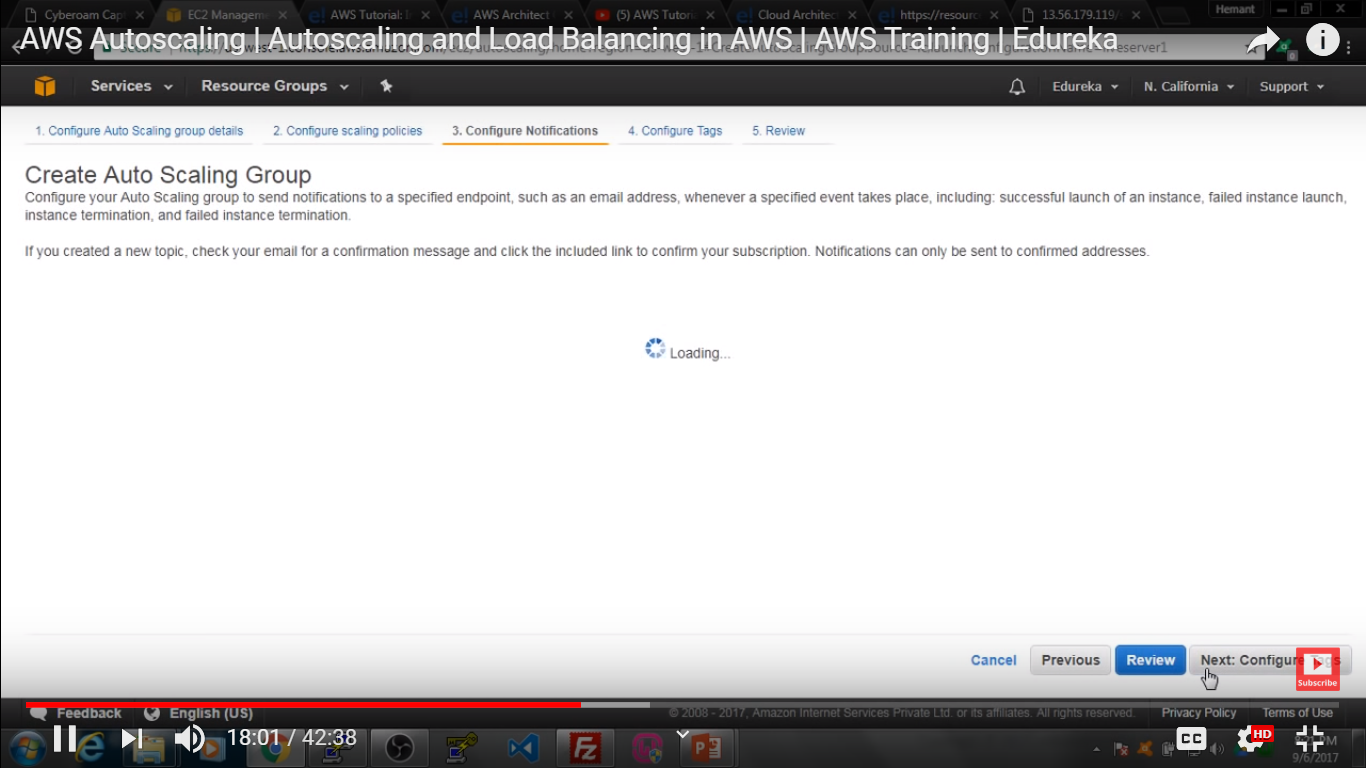 Cyberoam Cap
EC2 Managem
AWS Tutorial: I
AWS Architect
(5) AWS Tutori
Cloud Architec
https://resourc
13.56.179.119/
Hemant
AWS Autoscaling | Autoscaling and Load Balancing in AWS | AWS Training | Edureka
Services
Resource Groups
Edureka
N. California
Support
1. Configure Auto Scaling group details
2. Configure scaling policies
3. Configure Notifications
4. Configure Tags
5. Review
Create Auto Scaling Group
Configure your Auto Scaling group to send notifications to a specified endpoint, such as an email address, whenever a specified event takes place, including: successful launch of an instance, failed instance launch,
instance termination, and failed instance termination.
If you created a new topic, check your email for a confirmation message and click the included link to confirm your subscription. Notifications can only be sent to confirmed addresses.
Loading...
Cancel
Previous
Review
Next: Configure Tags
Subscribe
Feedback
English (US)
© 2008 - 2017, Amazon Internet Services Private Ltd. or its affiliates. All rights reserved.
Privacy Policy
Terms of Use
18:01 / 42:38
CC
HD
8:21 PM
9/6/2017